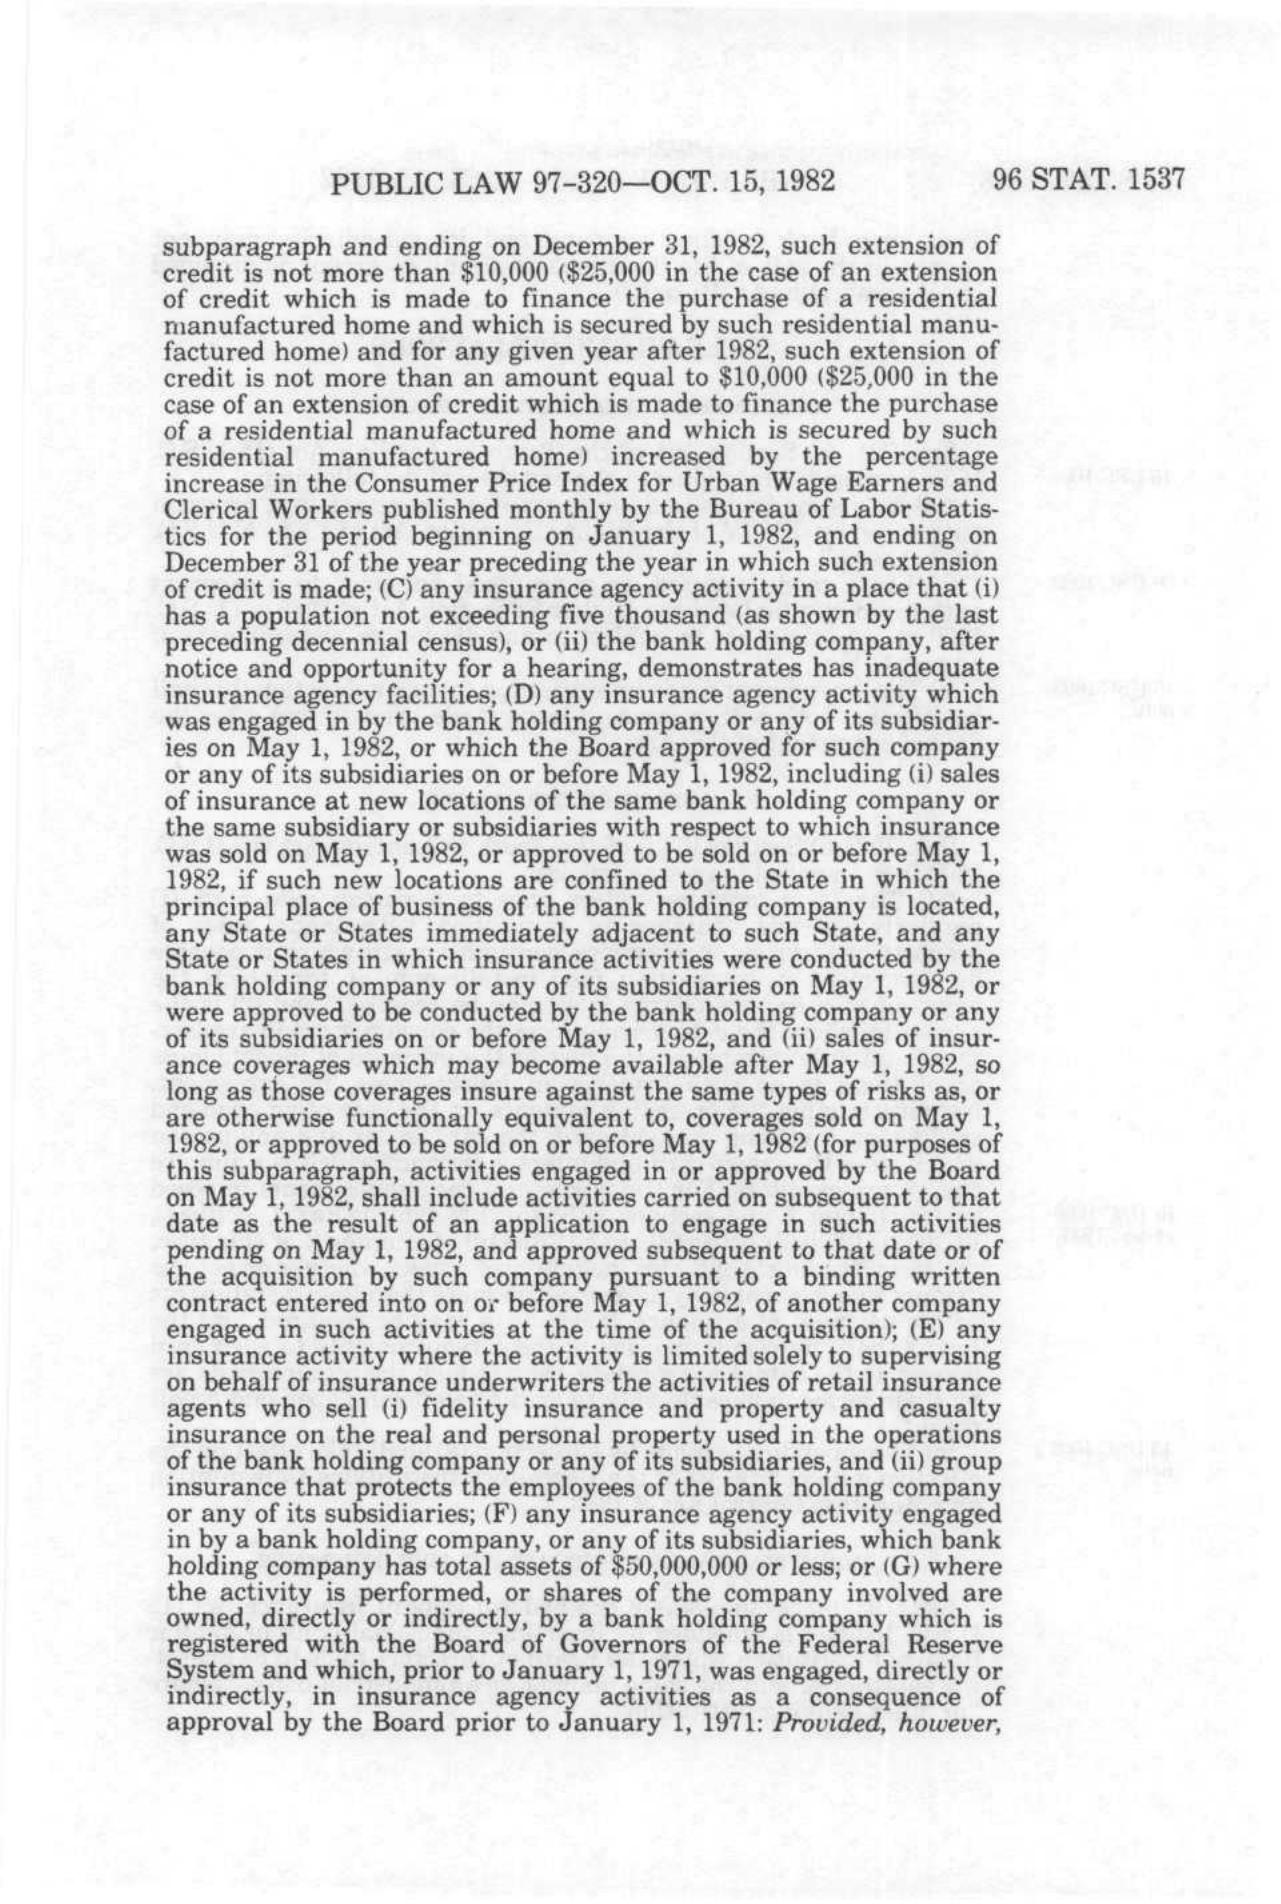 PUBLIC LAW 97-320—OCT. 15, 1982 96 STAT. 1537
subparagraph and ending on December 31, 1982, such extension of
credit is not more than $10,000 ($25,000 in the case of an extension
of credit which is made to finance the purchase of a residential
manufactured home and which is secured by such residential manu-
factured home) and for any given year after 1982, such extension of
credit is not more than an amount equal to $10,000 ($25,000 in the
case of an extension of credit which is made to finance the purchase
of a residential manufactured home and which is secured by such
residential manufactured home) increased by the percentage
increase in the Consumer Price Index for Urban Wage Earners and
Clerical Workers published monthly by the Bureau of Labor Statis-
tics for the period beginning on January 1, 1982, and ending on
December 31 of the year preceding the year in which such extension
of credit is made; (C) any insurance agency activity in a place that (i)
has a population not exceeding five thousand (as shown by the last
preceding decennial census), or (ii) the bank holding company, after
notice and opportunity for a hearing, demonstrates has inadequate
insurance agency facilities; (D) any insurance agency activity which
was engaged in by the bank holding company or any of its subsidiar-
ies on May 1, 1982, or which the Board approved for such company
or any of its subsidiaries on or before May 1, 1982, including (i) sales
of insurance at new locations of the same bank holding company or
the same subsidiary or subsidiaries with respect to which insurance
was sold on May 1, 1982, or approved to be sold on or before May 1,
1982, if such new locations are confined to the State in which the
principal place of business of the bank holding company is located,
any State or States immediately adjacent to such State, and any
State or States in which insurance activities were conducted by the
bank holding company or any of its subsidiaries on May 1, 1982, or
were approved to be conducted by the bank holding company or any
of its subsidiaries on or before May 1, 1982, and (ii) sales of insur-
ance coverages which may become available after May 1, 1982, so
long as those coverages insure against the same types of risks as, or
are otherwise functionally equivalent to, coverages sold on May 1,
1982, or approved to be sold on or before May 1, 1982 (for purposes of
this subparagraph, activities engaged in or approved by the Board
on May 1, 1982, shall include activities carried on subsequent to that
date as the result of an application to engage in such activities
pending on May 1, 1982, and approved subsequent to that date or of
the acquisition by such company pursuant to a binding written
contract entered into on or before May 1, 1982, of another company
engaged in such activities at the time of the acquisition); (E) any
insurance activity where the activity is limited solely to supervising
on behalf of insurance underwriters the activities of retail insurance
agents who sell (i) fidelity insurance and property and casualty
insurance on the real and personal property used in the operations
of the bank holding company or any of its subsidiaries, and (ii) group
insurance that protects the employees of the bank holding company
or any of its subsidiaries; (F) any insurance agency activity engaged
in by a bank holding company, or any of its subsidiaries, which bank
holding company has total assets of $50,000,000 or less; or (G) where
the activity is performed, or shares of the company involved are
owned, directly or indirectly, by a bank holding company which is
registered with the Board of Governors of the Federal Reserve
System and which, prior to January 1, 1971, was engaged, directly or
indirectly, in insurance agency activities as a consequence of
approval by the Board prior to January 1, 1971: Provided, however,